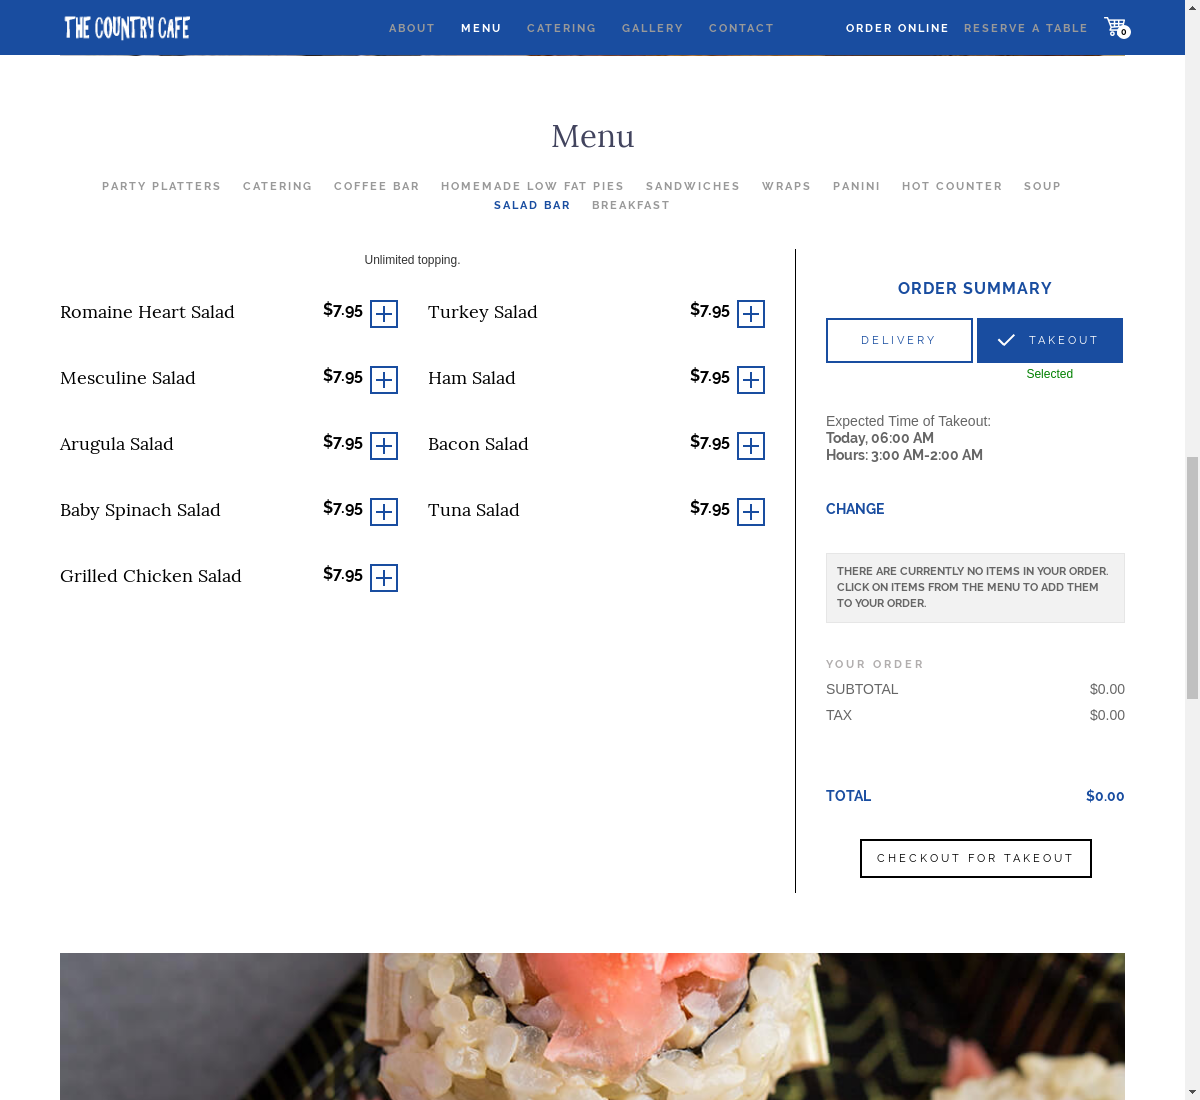 THE COUNTRY CAFE
ABOUT MENU CATERING GALLERY CONTACT ORDER ONLINE RESERVE A TABLE 0
Menu
PARTY PLATTERS CATERING COFFEE BAR HOMEMADE LOW FAT PIES SANDWICHES WRAPS PANINI HOT COUNTER SOUP
SALAD BAR BREAKFAST
Unlimited topping.
Romaine Heart Salad $7.95
Turkey Salad $7.95
Mesculine Salad $7.95
Ham Salad $7.95
Arugula Salad $7.95
Bacon Salad $7.95
Baby Spinach Salad $7.95
Tuna Salad $7.95
Grilled Chicken Salad $7.95
ORDER SUMMARY
DELIVERY TAKEOUT
Selected
Expected Time of Takeout:
Today, 06:00 AM
Hours: 3:00 AM-2:00 AM
CHANGE
THERE ARE CURRENTLY NO ITEMS IN YOUR ORDER.
CLICK ON ITEMS FROM THE MENU TO ADD THEM
TO YOUR ORDER.
YOUR ORDER
SUBTOTAL $0.00
TAX $0.00
TOTAL $0.00
CHECKOUT FOR TAKEOUT